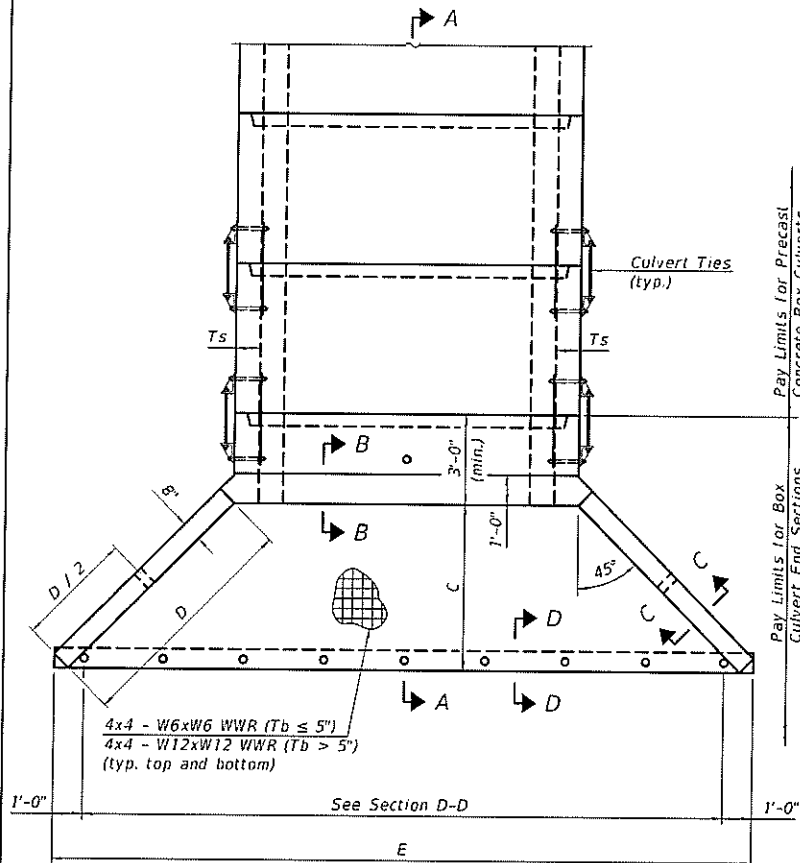 A
Culvert Ties
(typ.)
Pay Limits for Precast
Concrete Box Culverts
Ts
Ts
B
3'-0"
(min.)
8"
B
1'-0"
D / 2
D
C
45°
C
C
Pay Limits for Box
Culvert End Sections
D
A
D
4x4 - W6xW6 WWR (Tb ≤ 5")
4x4 - W12xW12 WWR (Tb > 5")
(typ. top and bottom)
1'-0"
See Section D-D
1'-0"
E